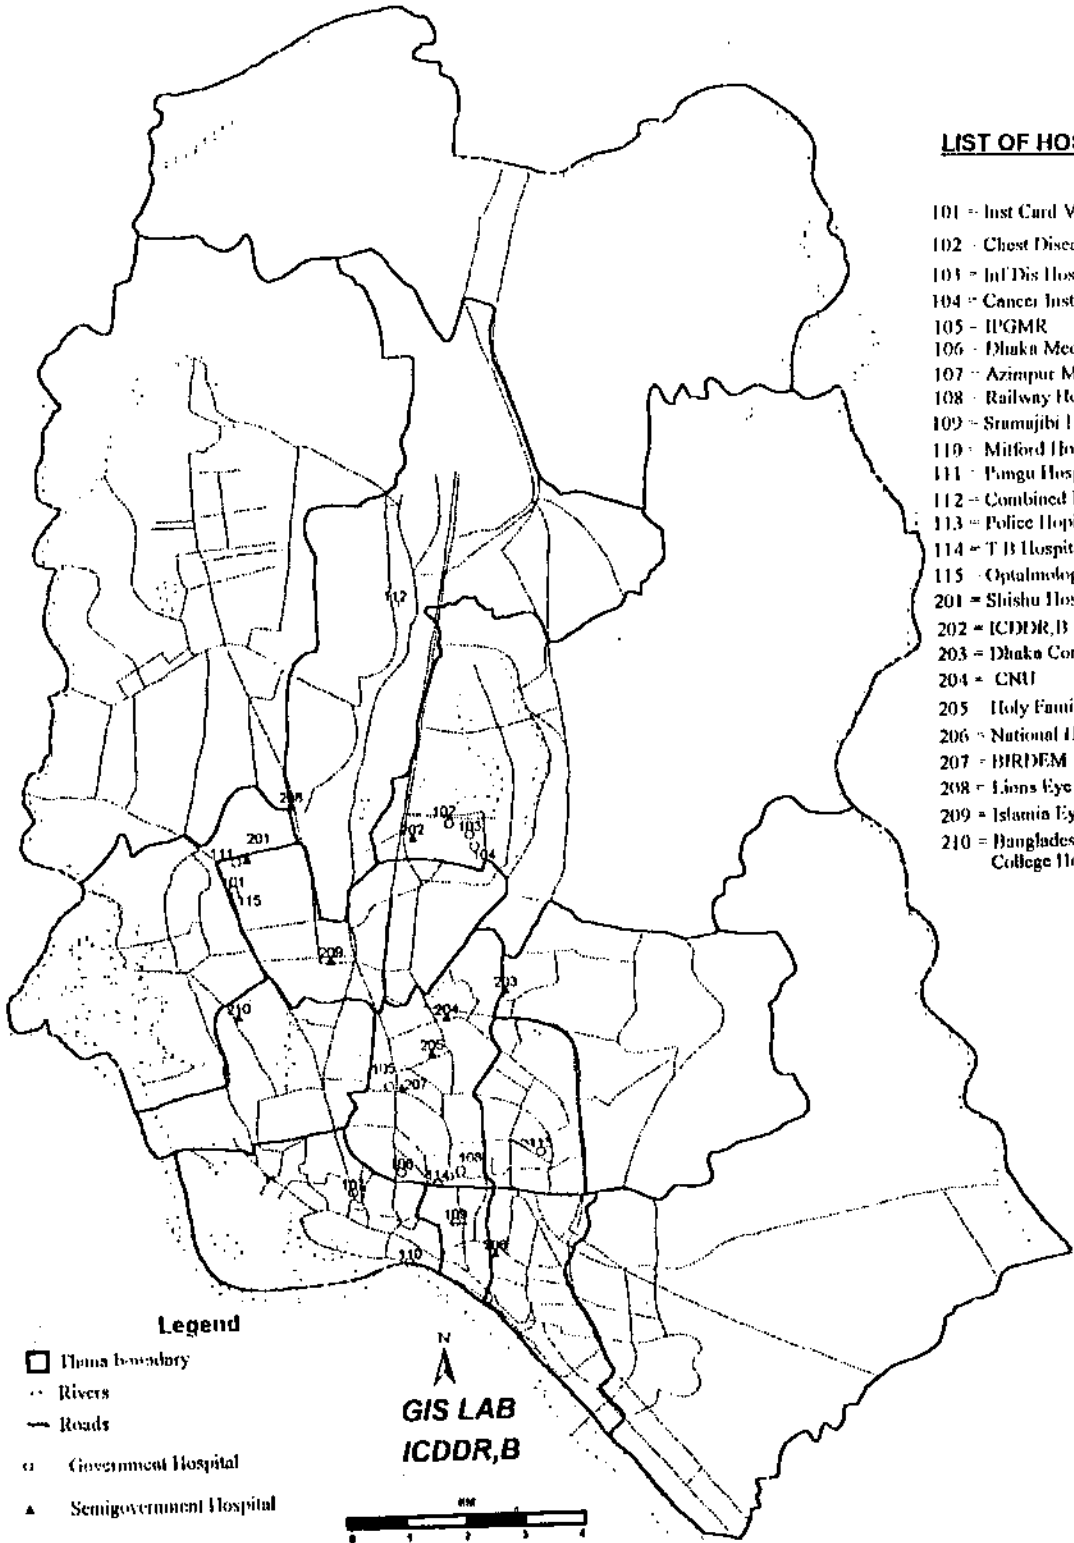 LIST OF HOS
101 = Inst Card V
102 - Chest Disea
103 = Inf Dis Hos
104 = Cancer Inst
105 - IPGMR
106 - Dhaka Med
107 = Azimpur M
108 - Railway Ho
109 = Sramajibi H
110 - Mitford Ho
111 - Pangu Hosp
112 = Combined
113 = Police Hopi
114 = T B Hospit
115 - Optalmolog
201 = Shishu Hos
202 = ICDDR,B
203 = Dhaka Com
204 = CNU
205 Holy Fami
206 = National H
207 = BIRDEM
208 = Lions Eye
209 = Islamia Ey
210 = Banglades
College Ho
112
208
102
202
103
201
104
111
101
115
209
203
210
204
205
105
207
113
106
108
114
107
109
206
110
Legend
Thana boundary
Rivers
Roads
Government Hospital
Semigovernment Hospital
N
GIS LAB
ICDDR,B
0 1 2 3 4